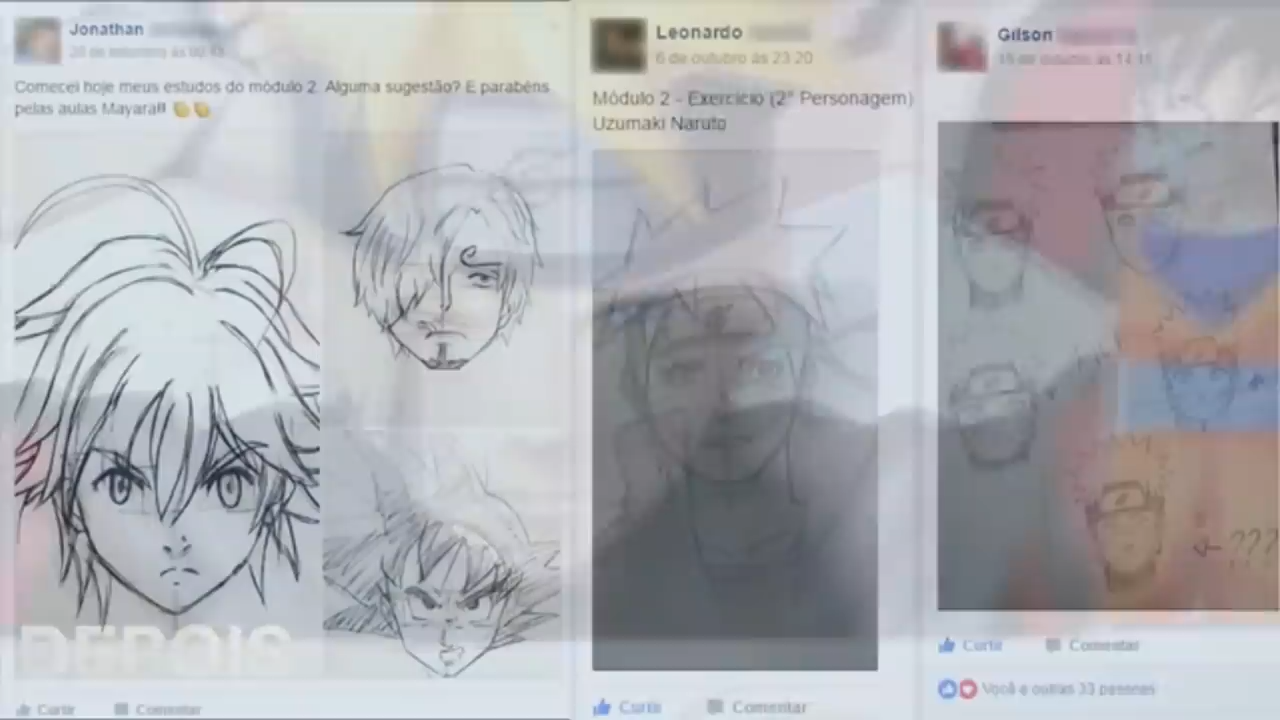 Jonathan
Comecei hoje meus estudos do módulo 2. Alguma sugestão? E parabéns
pelas aulas Mayara!!
DEPOIS
Curtir Comentar
Leonardo
6 de outubro às 23:20
Módulo 2 - Exercício (2° Personagem)
Uzumaki Naruto
Curtir Comentar
Gilson
???
Curtir Comentar
Você e outras 33 pessoas